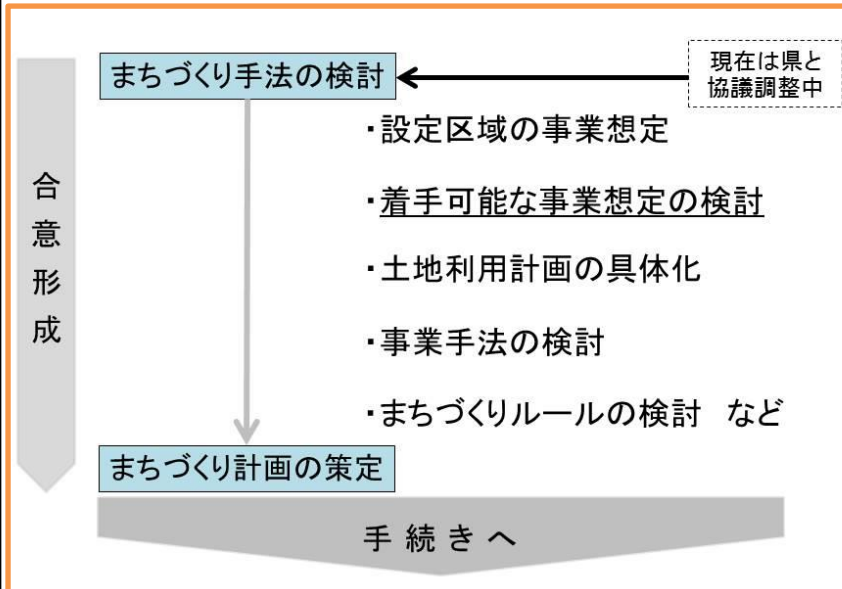 まちづくり手法の検討
現在は県と
協議調整中
・設定区域の事業想定
・着手可能な事業想定の検討
・土地利用計画の具体化
・事業手法の検討
・まちづくりルールの検討　など
合意形成
まちづくり計画の策定
手続きへ